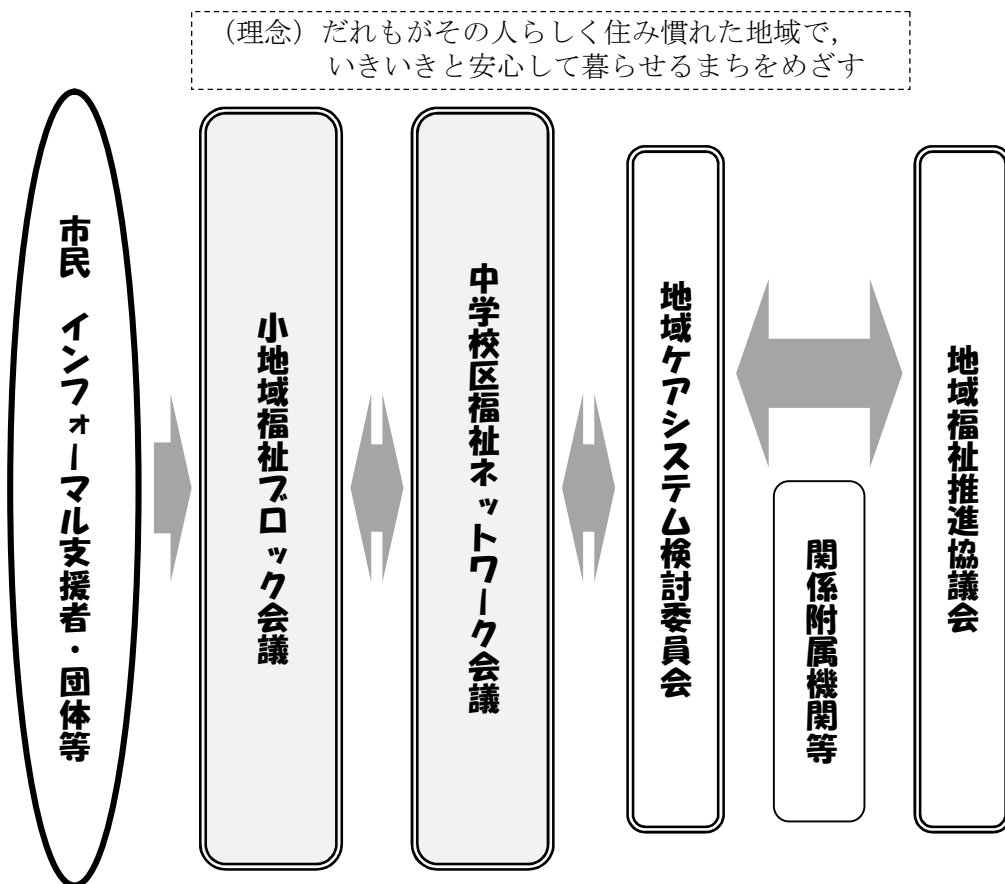 （理念）だれもがその人らしく住み慣れた地域で，
いきいきと安心して暮らせるまちをめざす
市民　インフォーマル支援者・団体等
小地域福祉ブロック会議
中学校区福祉ネットワーク会議
地域ケアシステム検討委員会
関係附属機関等
地域福祉推進協議会